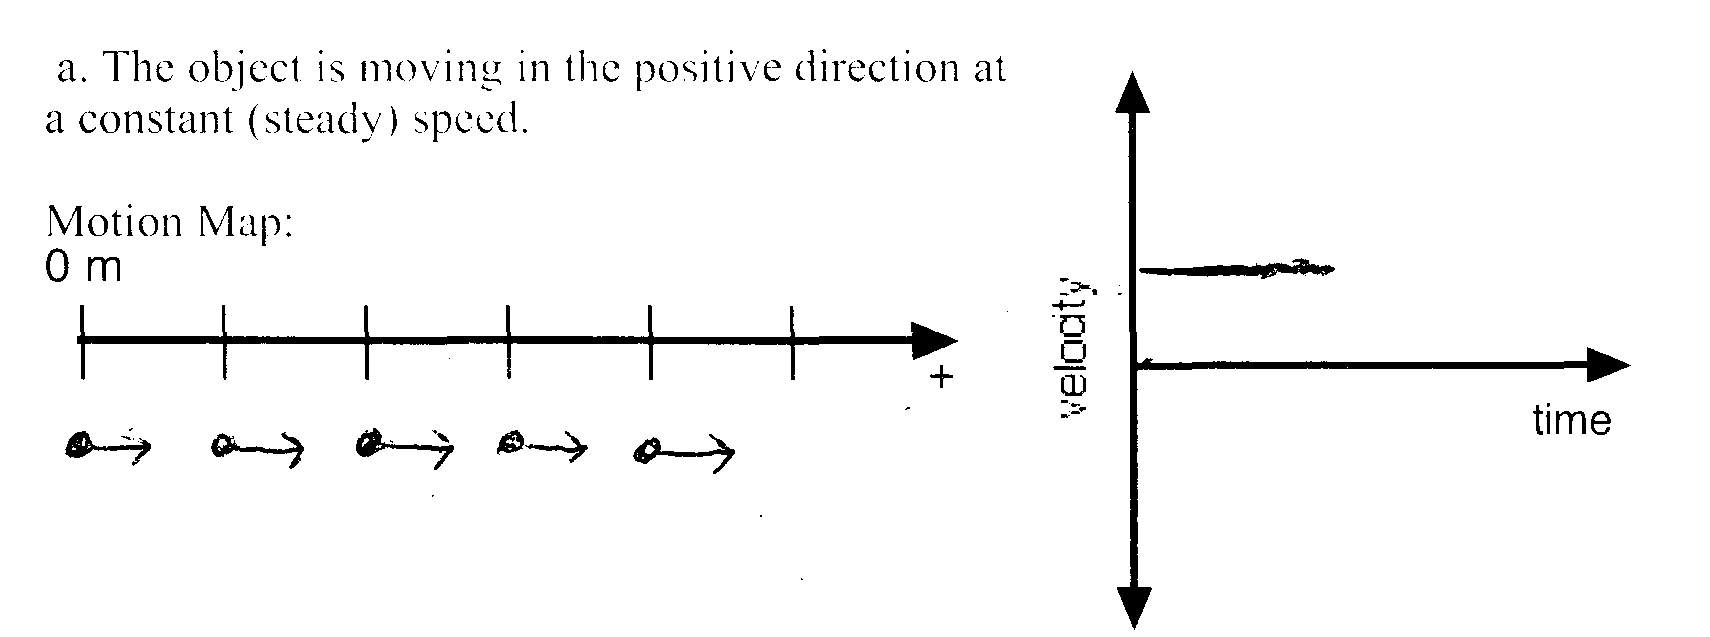 a. The object is moving in the positive direction at
a constant (steady) speed.
Motion Map:
0 m
+
velocity
time